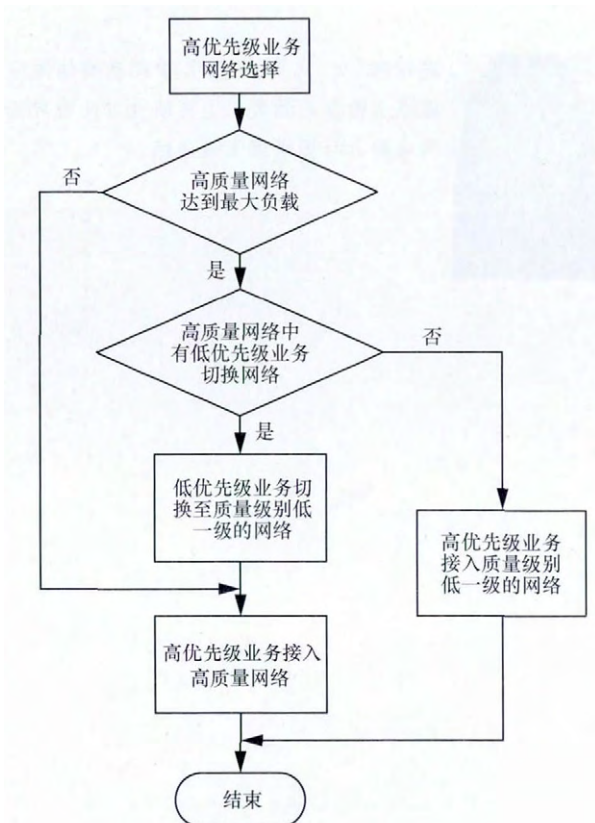 高优先级业务
网络选择
否
高质量网络
达到最大负载
是
高质量网络中
有低优先级业务
切换网络
否
是
低优先级业务切
换至质量级别低
一级的网络
高优先级业务
接入质量级别
低一级的网络
高优先级业务接入
高质量网络
结束